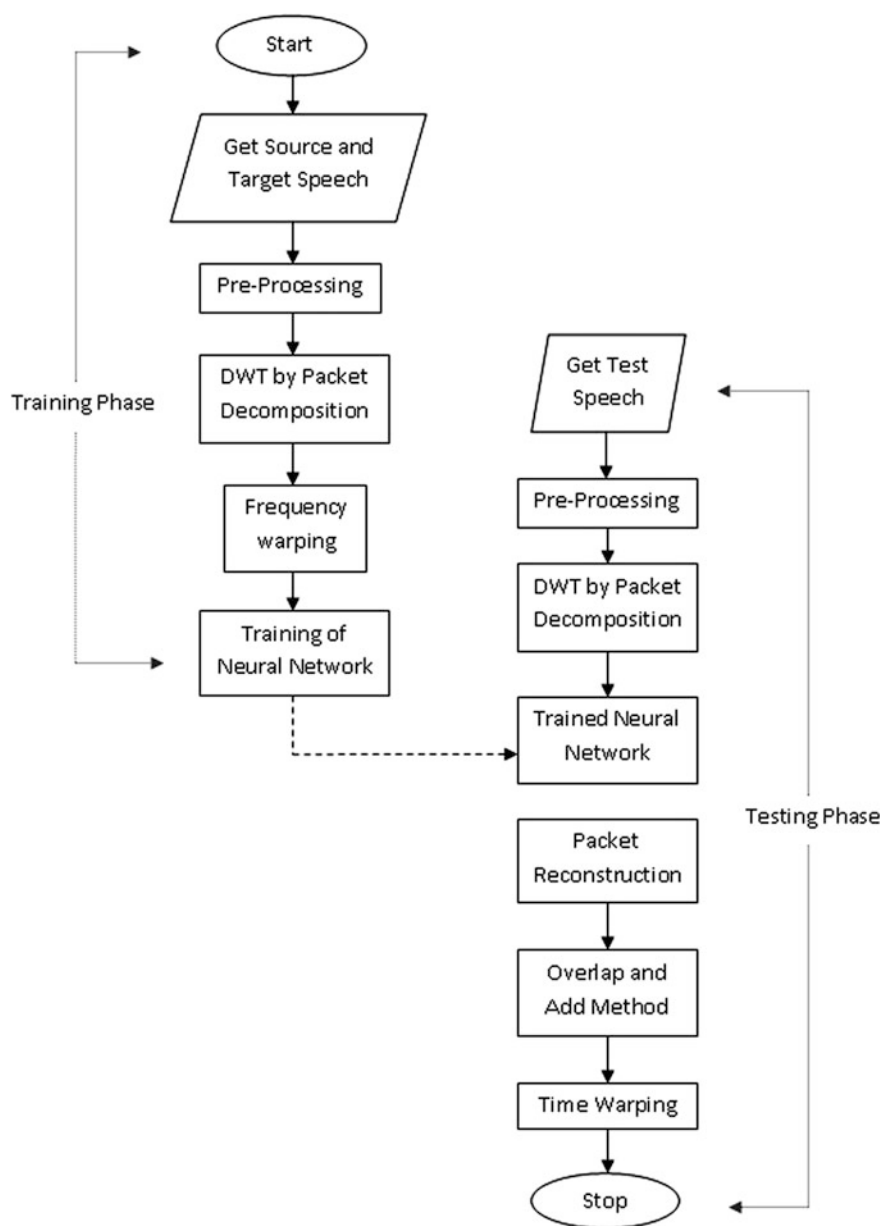 Start
Get Source and
Target Speech
Pre-Processing
DWT by Packet
Decomposition
Frequency
warping
Training of
Neural Network
Training Phase
Get Test
Speech
Pre-Processing
DWT by Packet
Decomposition
Trained Neural
Network
Packet
Reconstruction
Overlap and
Add Method
Time Warping
Stop
Testing Phase